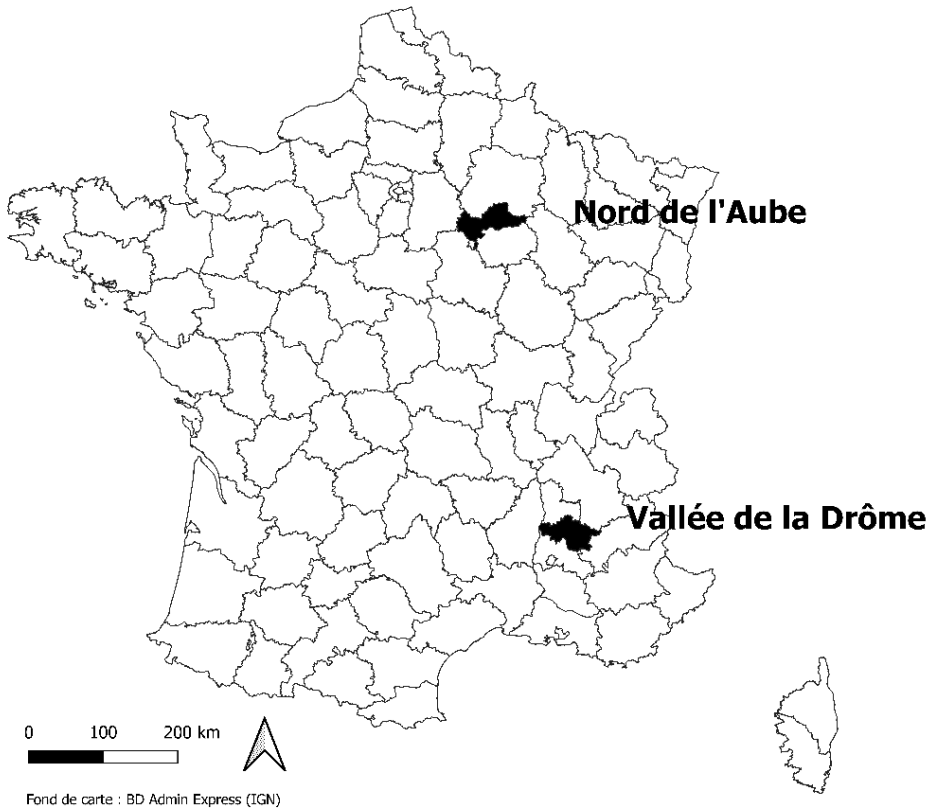 Nord de l'Aube
Vallée de la Drôme
0 100 200 km
Fond de carte : BD Admin Express (IGN)